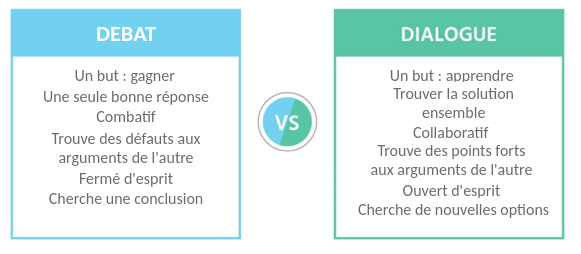 DEBAT
Un but : gagner
Une seule bonne réponse
Combatif
Trouve des défauts aux
arguments de l'autre
Fermé d'esprit
Cherche une conclusion
VS
DIALOGUE
Un but : apprendre
Trouver la solution
ensemble
Collaboratif
Trouve des points forts
aux arguments de l'autre
Ouvert d'esprit
Cherche de nouvelles options